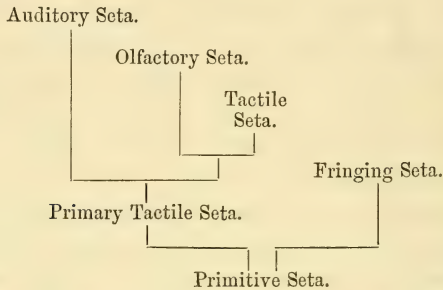 Auditory Seta.
Olfactory Seta.
Tactile
Seta.
Fringing Seta.
Primary Tactile Seta.
Primitive Seta.